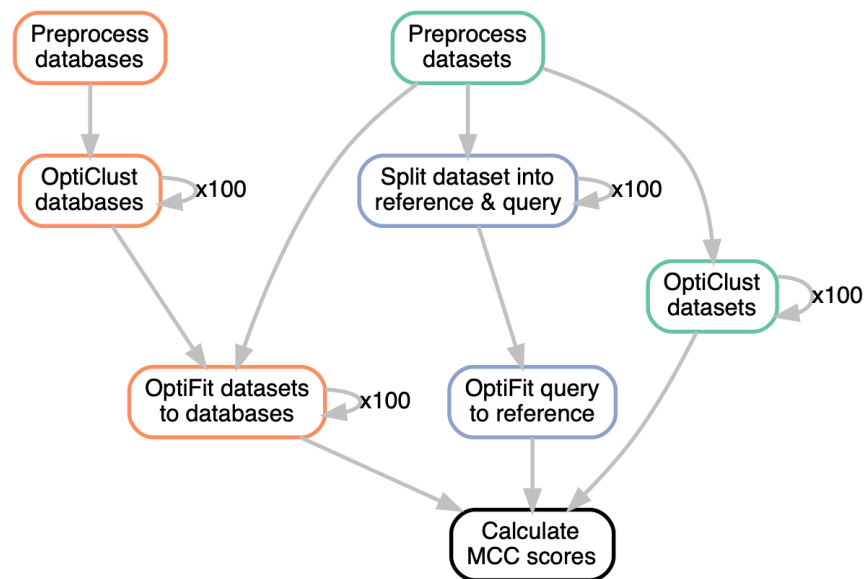 Preprocess
databases
Preprocess
datasets
OptiClust
databases
x100
Split dataset into
reference & query
x100
OptiClust
datasets
x100
OptiFit datasets
to databases
x100
OptiFit query
to reference
Calculate
MCC scores